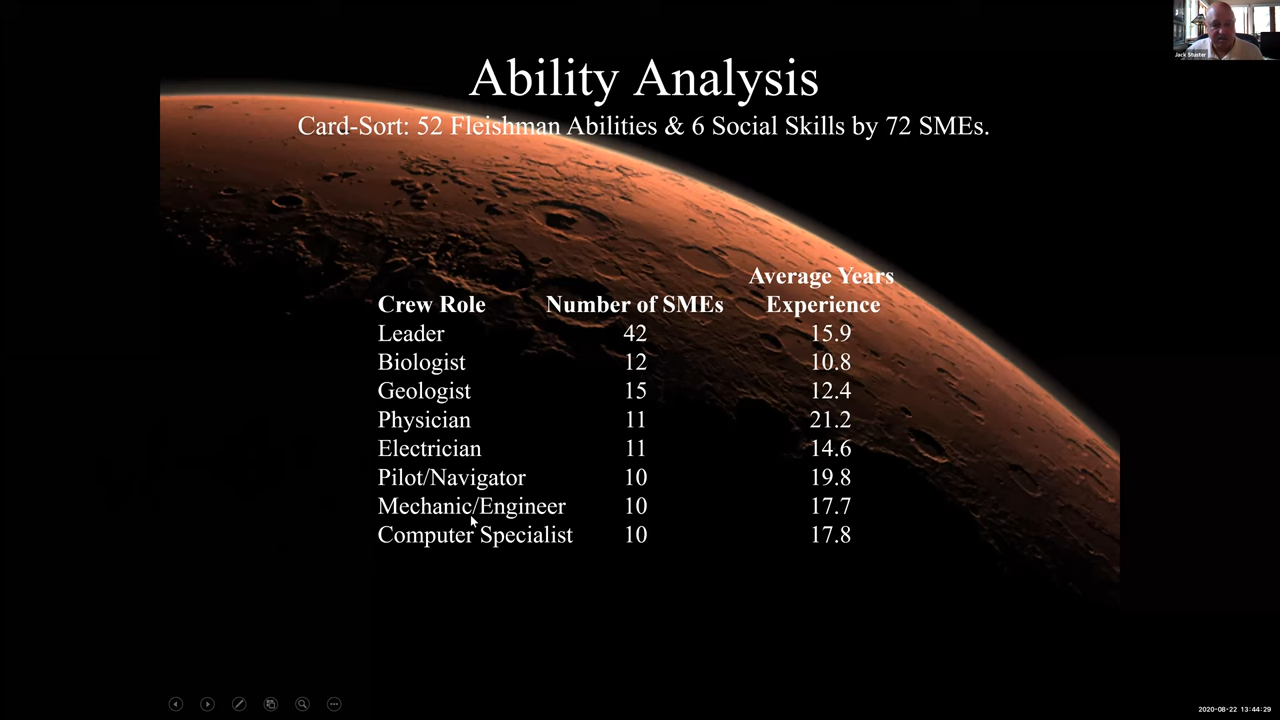 Jack Stuster
Ability Analysis
Card-Sort: 52 Fleishman Abilities & 6 Social Skills by 72 SMEs.
Average Years
Crew Role Number of SMEs Experience
Leader 42 15.9
Biologist 12 10.8
Geologist 15 12.4
Physician 11 21.2
Electrician 11 14.6
Pilot/Navigator 10 19.8
Mechanic/Engineer 10 17.7
Computer Specialist 10 17.8
2020-08-22 13:44:29